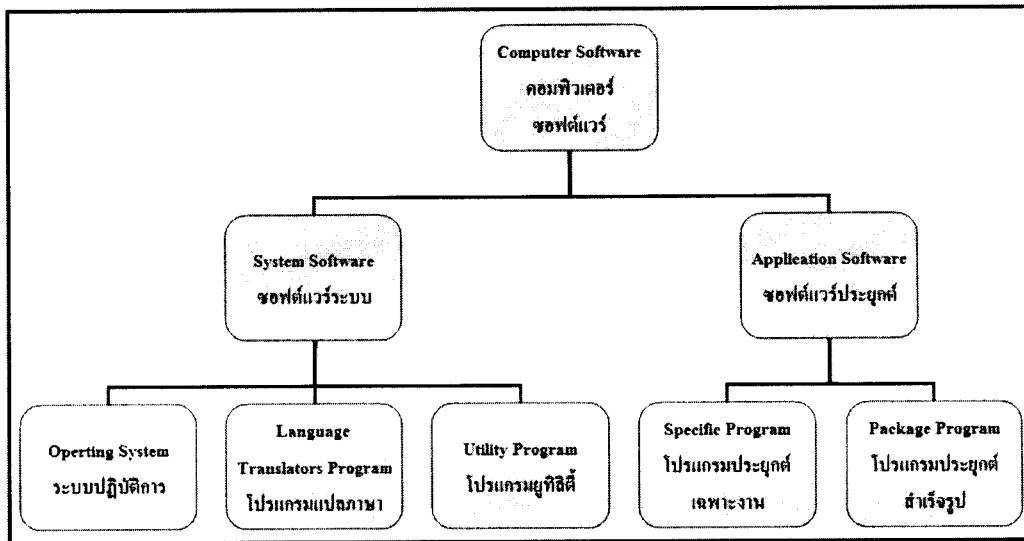 Computer Software
คอมพิวเตอร์
ซอฟต์แวร์
System Software
ซอฟต์แวร์ระบบ
Application Software
ซอฟต์แวร์ประยุกต์
Operting System
ระบบปฏิบัติการ
Language
Translators Program
โปรแกรมแปลภาษา
Utility Program
โปรแกรมยูทิลิตี้
Specific Program
โปรแกรมประยุกต์
เฉพาะงาน
Package Program
โปรแกรมประยุกต์
สำเร็จรูป